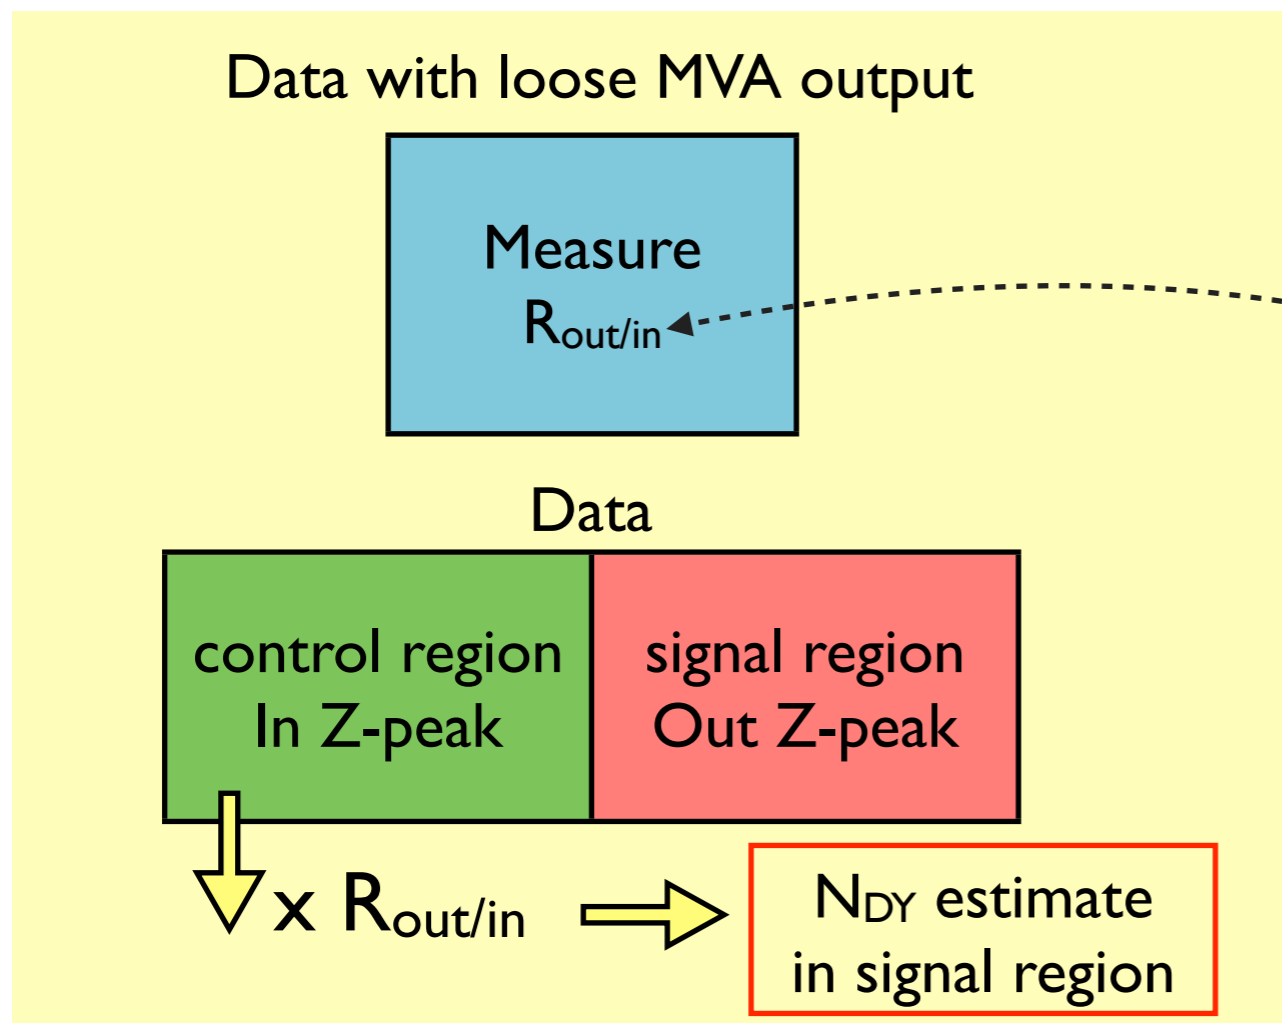 Data with loose MVA output
Measure
Rout/in
Data
control region
In Z-peak
signal region
Out Z-peak
x Rout/in
NDY estimate
in signal region